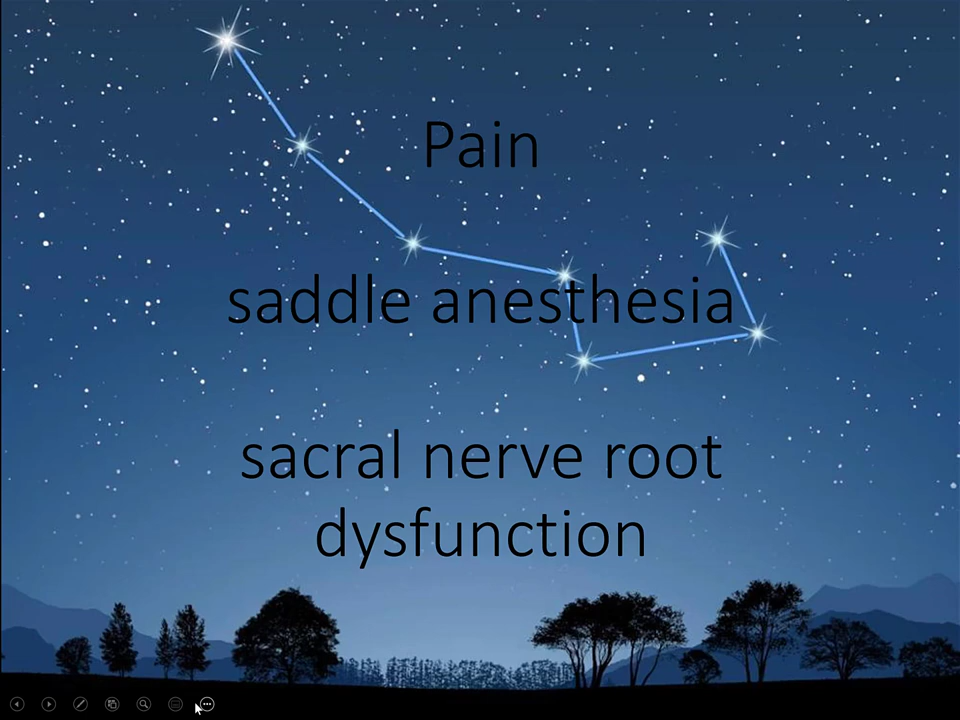 Pain
saddle anesthesia
sacral nerve root
dysfunction